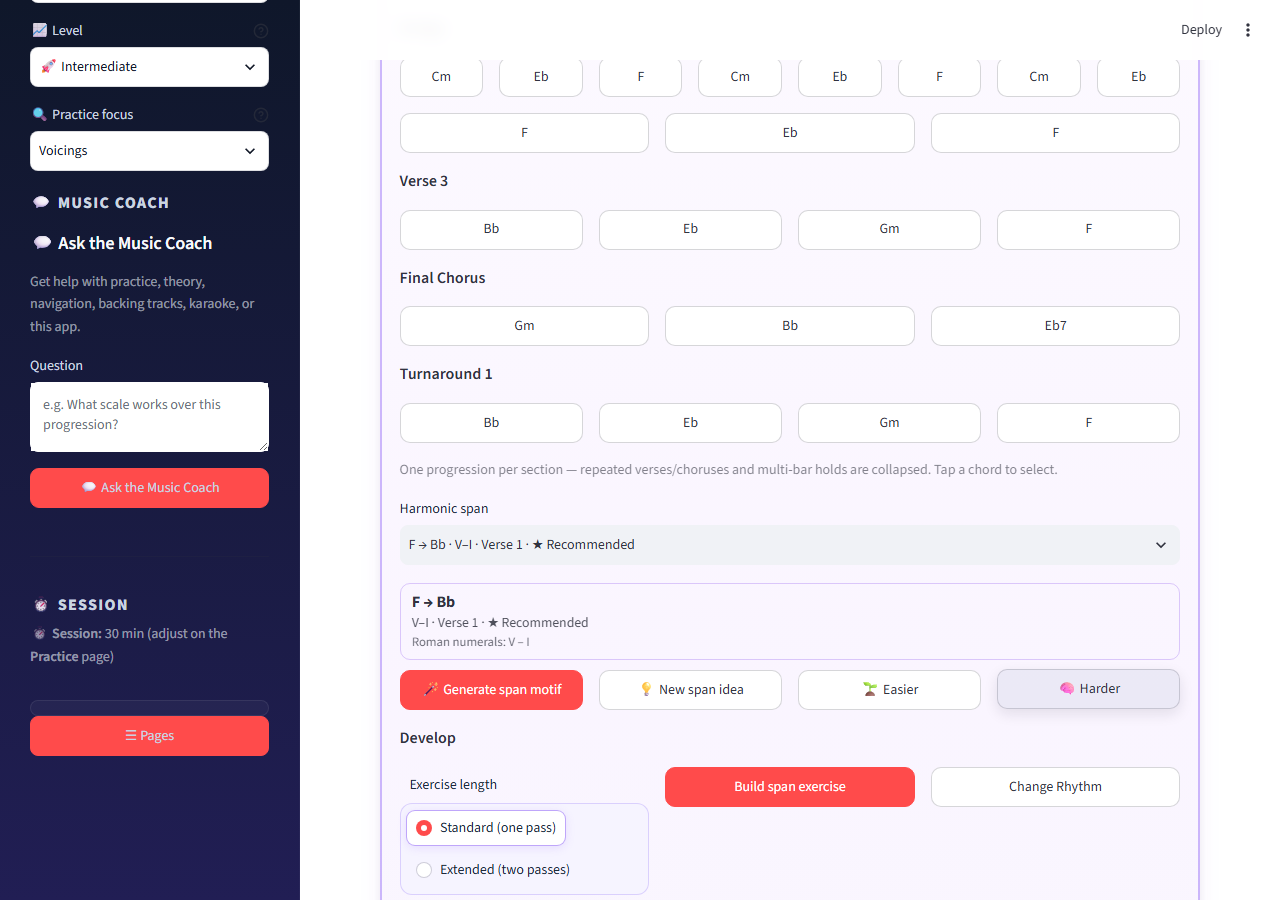 Level
Intermediate
Practice focus
Voicings
MUSIC COACH
Ask the Music Coach
Get help with practice, theory,
navigation, backing tracks, karaoke, or
this app.
Question
e.g. What scale works over this
progression?
Ask the Music Coach
SESSION
Session: 30 min (adjust on the
Practice page)
☰ Pages
Deploy
Cm Eb F Cm Eb F Cm Eb
F Eb F
Verse 3
Bb Eb Gm F
Final Chorus
Gm Bb Eb7
Turnaround 1
Bb Eb Gm F
One progression per section — repeated verses/choruses and multi-bar holds are collapsed. Tap a chord to select.
Harmonic span
F → Bb · V–I · Verse 1 · ★ Recommended
F → Bb
V–I · Verse 1 · ★ Recommended
Roman numerals: V – I
Generate span motif New span idea Easier Harder
Develop
Exercise length
Build span exercise Change Rhythm
Standard (one pass)
Extended (two passes)